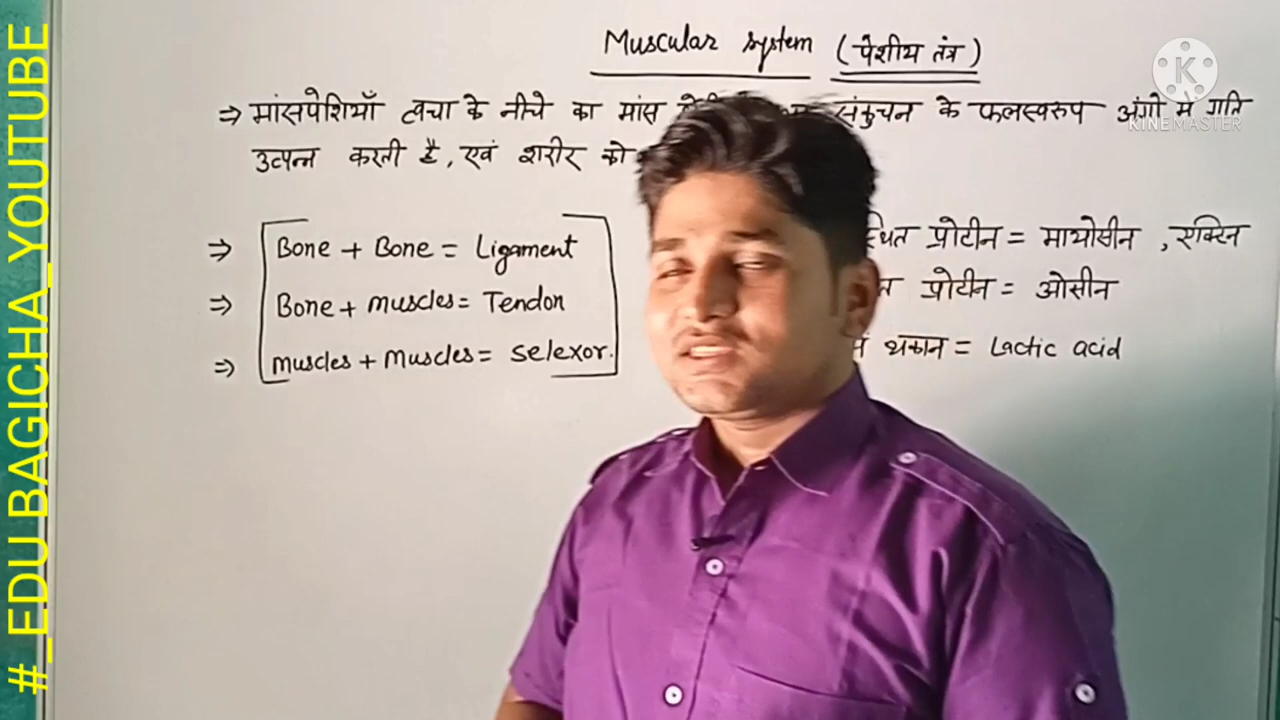 #_EDU BAGICHA_YOUTUBE
Muscular system (पेशीय तंत्र)
K
KINEMASTER
⇒ मांसपेशियाँ त्वचा के नीचे का मांस संकुचन के फलस्वरुप अंगो में गति
उत्पन्न करती है, एवं शरीर को
⇒ Bone + Bone = Ligament
⇒ Bone + muscles = Tendon
⇒ muscles + Muscles = Selexor.
प्रोटीन = मायोसीन, एक्टिन
प्रोटीन = ओसीन
थकान = Lactic acid